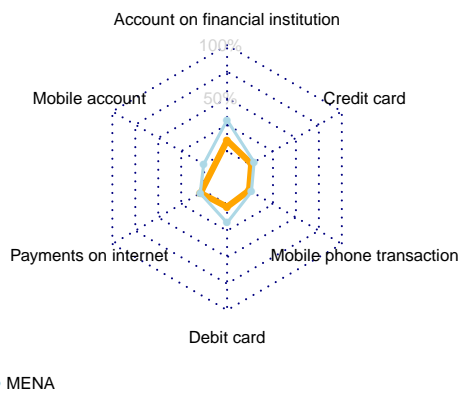 Account on financial institution
100%
Mobile account
50%
Credit card
Payments on internet
Mobile phone transaction
Debit card
MENA